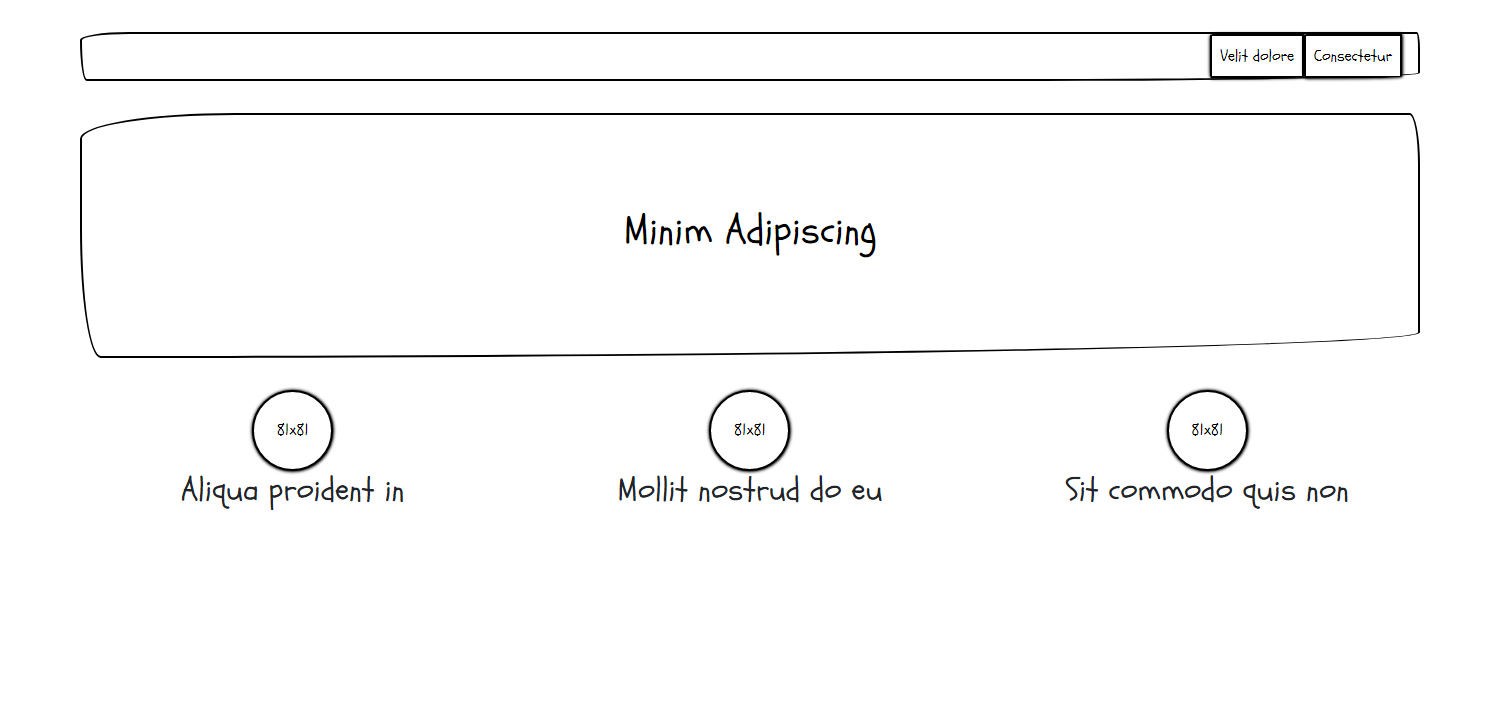 Velit dolore Consectetur
Minim Adipiscing
81x81 81x81 81x81
Aliqua proident in Mollit nostrud do eu Sit commodo quis non